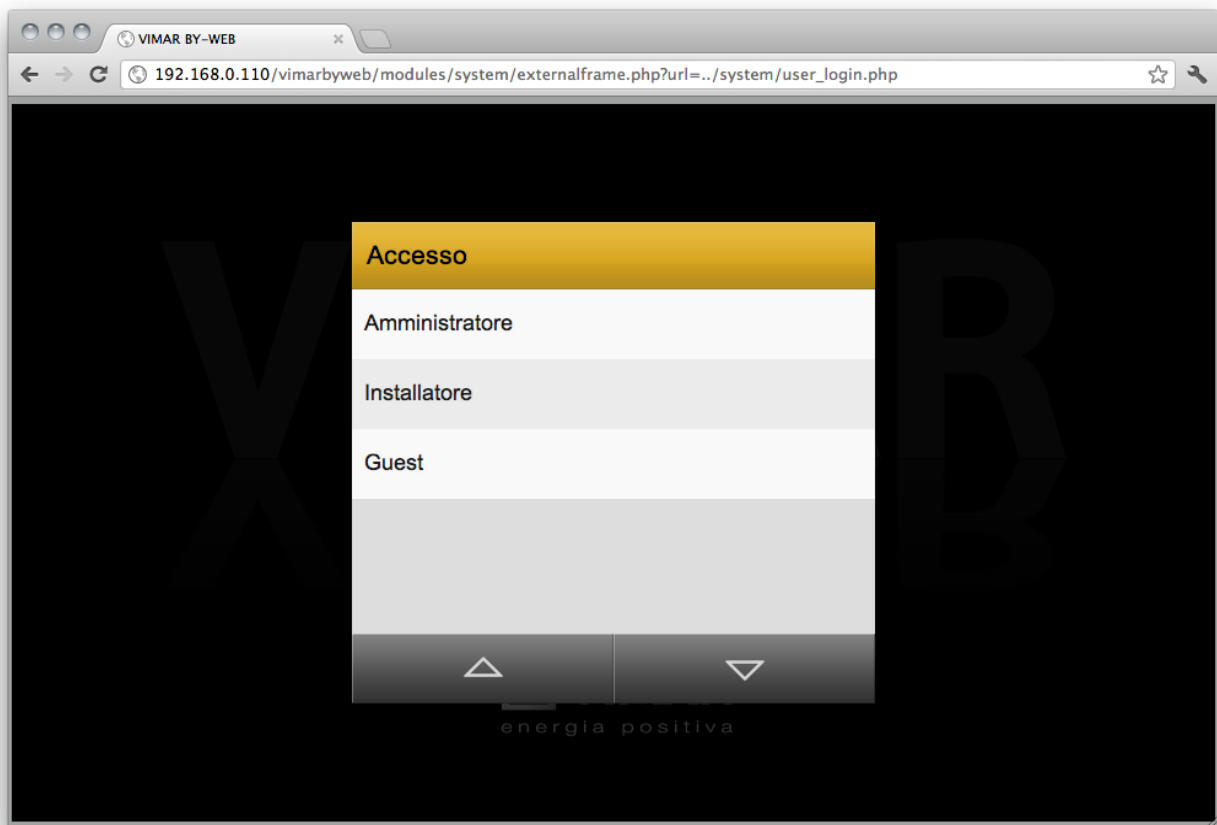 VIMAR BY-WEB
192.168.0.110/vimarbyweb/modules/system/externalframe.php?url=../system/user_login.php
Accesso
Amministratore
Installatore
Guest
energia positiva